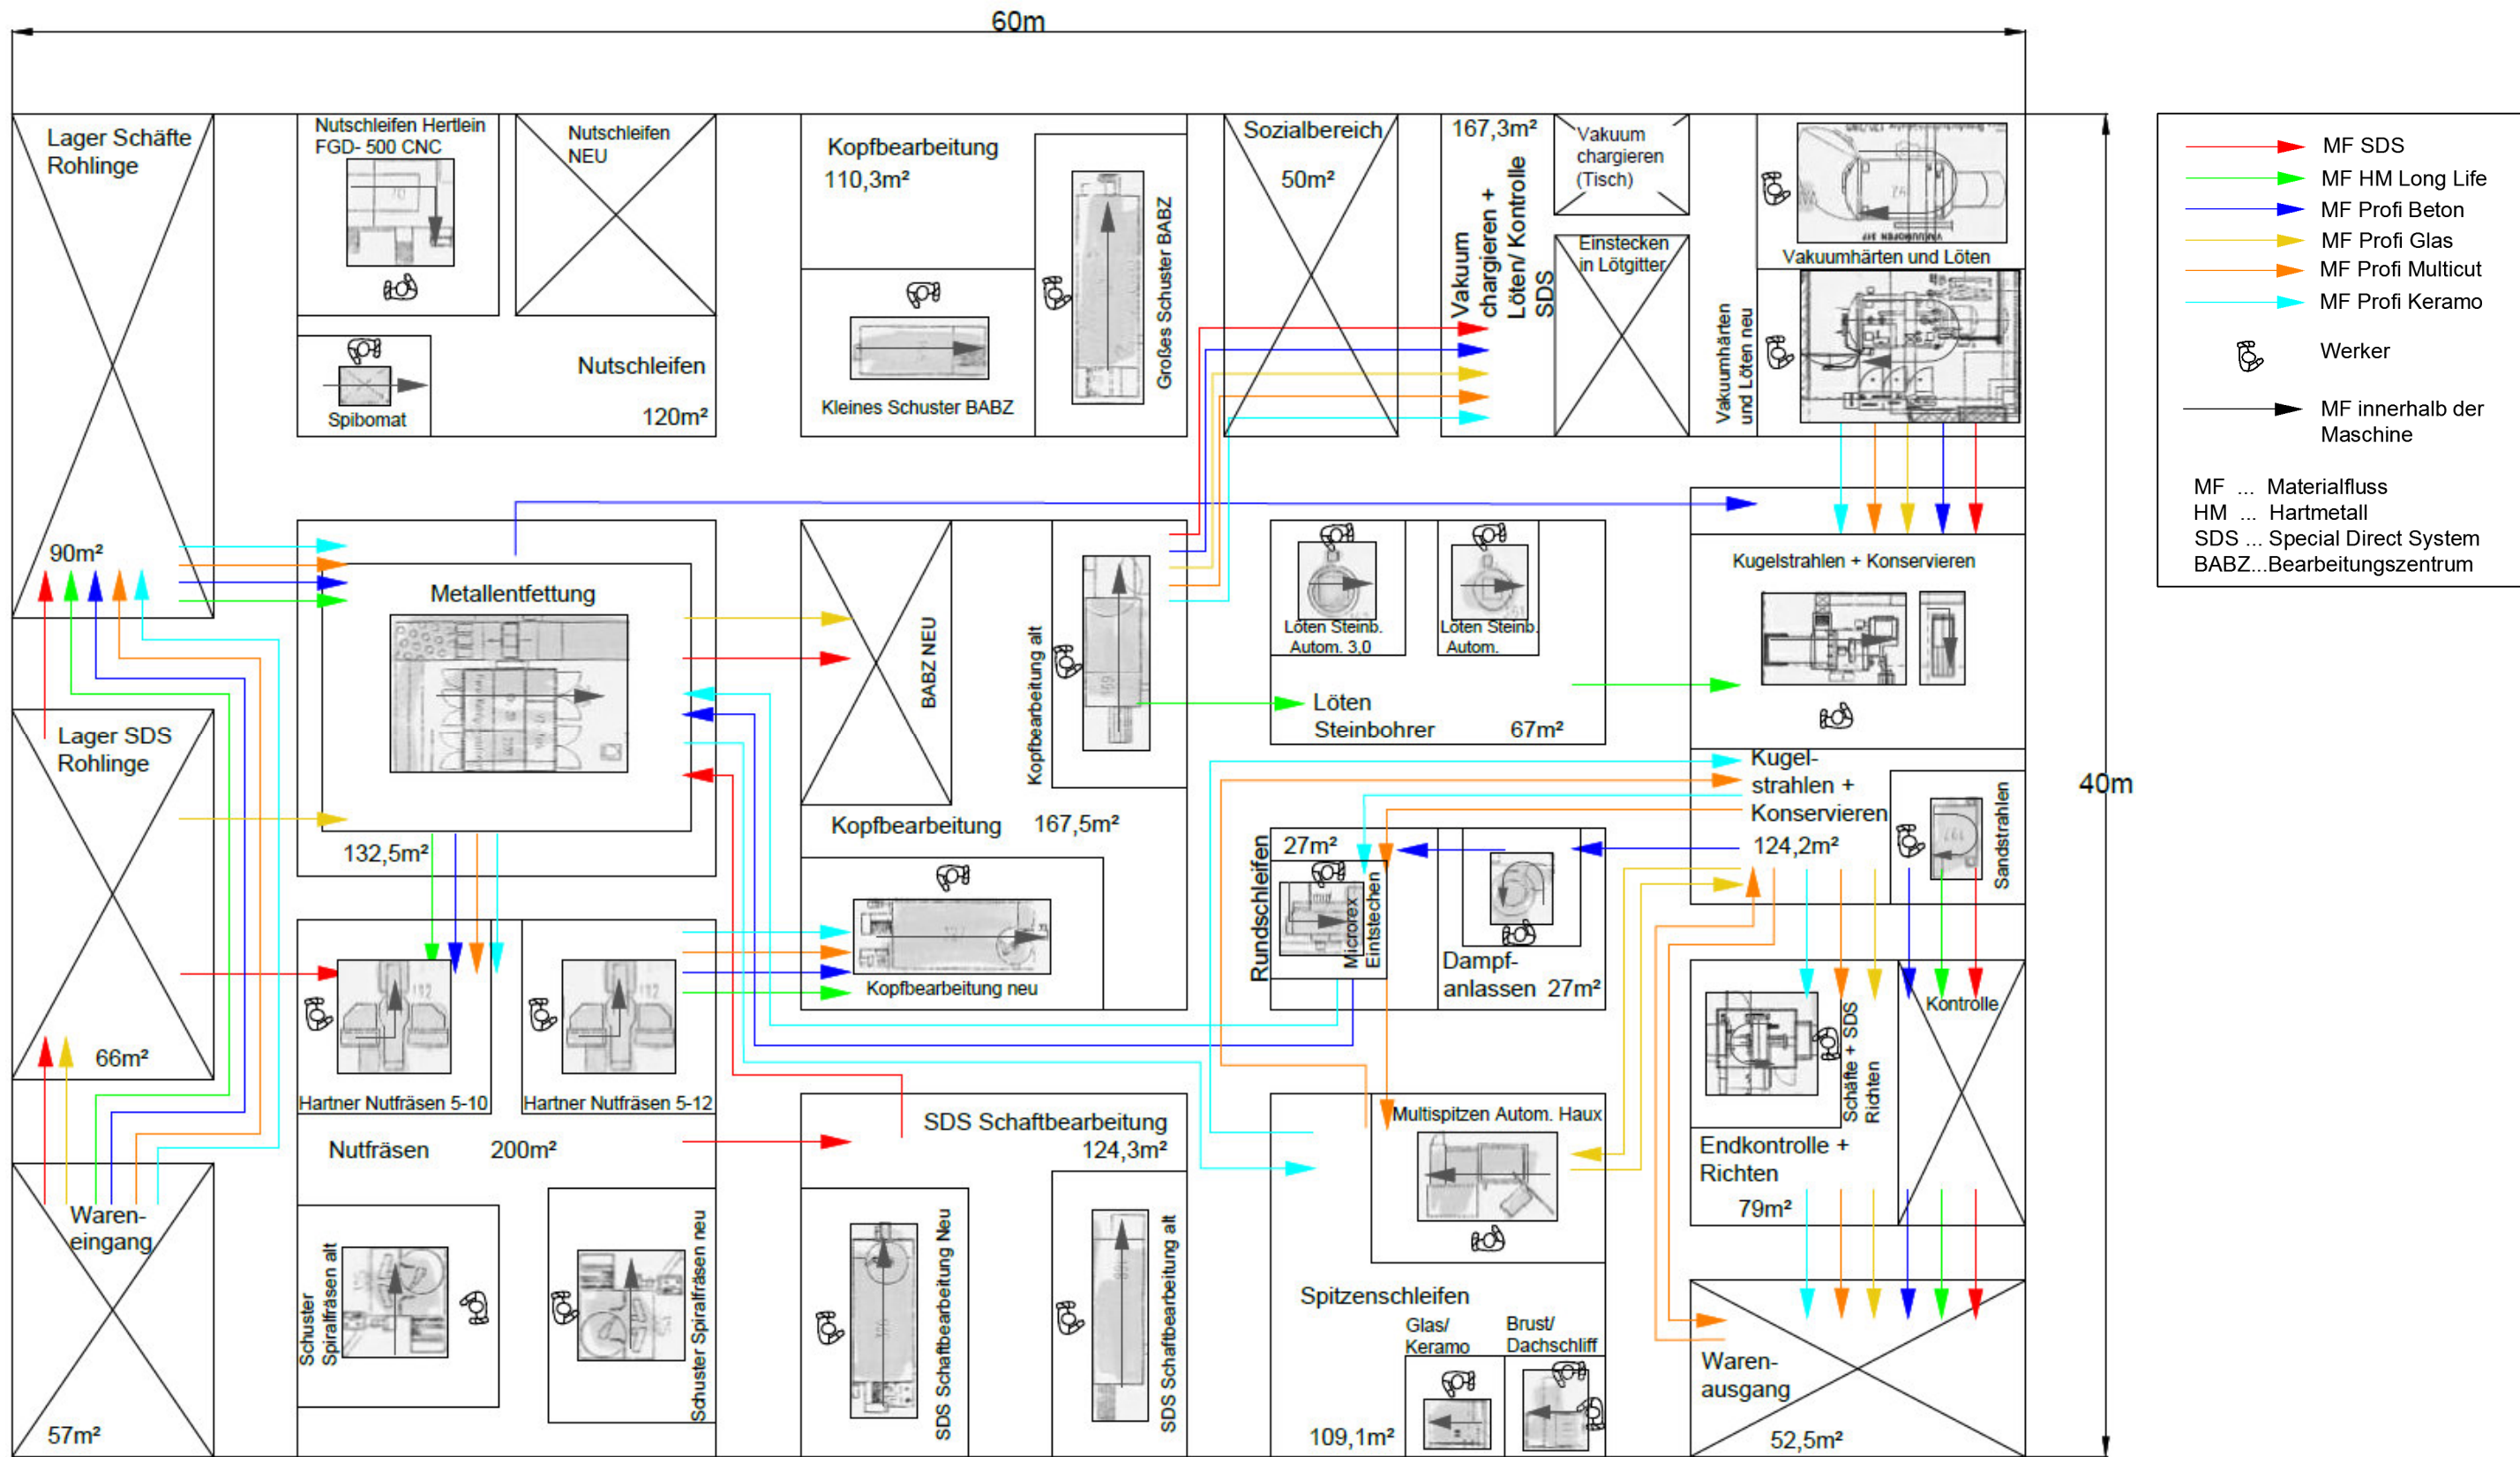 60m
Lager Schäfte
Rohlinge
90m²
Lager SDS
Rohlinge
66m²
Waren-
eingang
57m²
Nutschleifen Hertlein
FGD- 500 CNC
Nutschleifen
NEU
Spibomat
Nutschleifen
120m²
Kopfbearbeitung
110,3m²
Kleines Schuster BABZ
Großes Schuster BABZ
Sozialbereich
50m²
167,3m²
Vakuum
chargieren +
Löten/ Kontrolle
SDS
Vakuum
chargieren
(Tisch)
Einstecken
in Lötgitter
Vakuumhärten und Löten
Vakuumhärten
und Löten neu
Metallentfettung
132,5m²
BABZ NEU
Kopfbearbeitung alt
Kopfbearbeitung 167,5m²
Kopfbearbeitung neu
Löten Steinb.
Autom. 3,0
Löten Steinb.
Autom.
Löten
Steinbohrer 67m²
Kugelstrahlen + Konservieren
Kugel-
strahlen +
Konservieren
124,2m²
Sandstrahlen
Rundschleifen
27m²
Microrex
Eintstechen
Dampf-
anlassen 27m²
Hartner Nutfräsen 5-10
Hartner Nutfräsen 5-12
Nutfräsen 200m²
Schuster
Spiralfräsen alt
Schuster Spiralfräsen neu
SDS Schaftbearbeitung
124,3m²
SDS Schaftbearbeitung Neu
SDS Schaftbearbeitung alt
Multispitzen Autom. Haux
Spitzenschleifen
Glas/
Keramo
Brust/
Dachschliff
109,1m²
Kontrolle
Schäfte + SDS
Richten
Endkontrolle +
Richten
79m²
Waren-
ausgang
52,5m²
40m
MF SDS
MF HM Long Life
MF Profi Beton
MF Profi Glas
MF Profi Multicut
MF Profi Keramo
Werker
MF innerhalb der
Maschine
MF ... Materialfluss
HM ... Hartmetall
SDS ... Special Direct System
BABZ...Bearbeitungszentrum